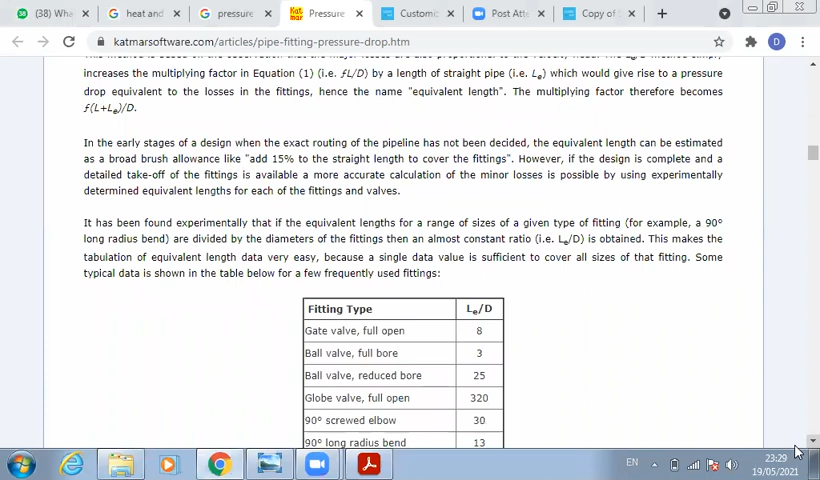 (38) Wha
heat and
pressure
Kat mar
Pressure
Customiz
Post Atte
Copy of S
katmarsoftware.com/articles/pipe-fitting-pressure-drop.htm
D
increases the multiplying factor in Equation (1) (i.e. ƒL/D) by a length of straight pipe (i.e. Le) which would give rise to a pressure
drop equivalent to the losses in the fittings, hence the name "equivalent length". The multiplying factor therefore becomes
ƒ(L+Le)/D.
In the early stages of a design when the exact routing of the pipeline has not been decided, the equivalent length can be estimated
as a broad brush allowance like "add 15% to the straight length to cover the fittings". However, if the design is complete and a
detailed take-off of the fittings is available a more accurate calculation of the minor losses is possible by using experimentally
determined equivalent lengths for each of the fittings and valves.
It has been found experimentally that if the equivalent lengths for a range of sizes of a given type of fitting (for example, a 90°
long radius bend) are divided by the diameters of the fittings then an almost constant ratio (i.e. Le/D) is obtained. This makes the
tabulation of equivalent length data very easy, because a single data value is sufficient to cover all sizes of that fitting. Some
typical data is shown in the table below for a few frequently used fittings:
Fitting Type Le/D
Gate valve, full open 8
Ball valve, full bore 3
Ball valve, reduced bore 25
Globe valve, full open 320
90° screwed elbow 30
90° long radius bend 13
EN
23:29
19/05/2021